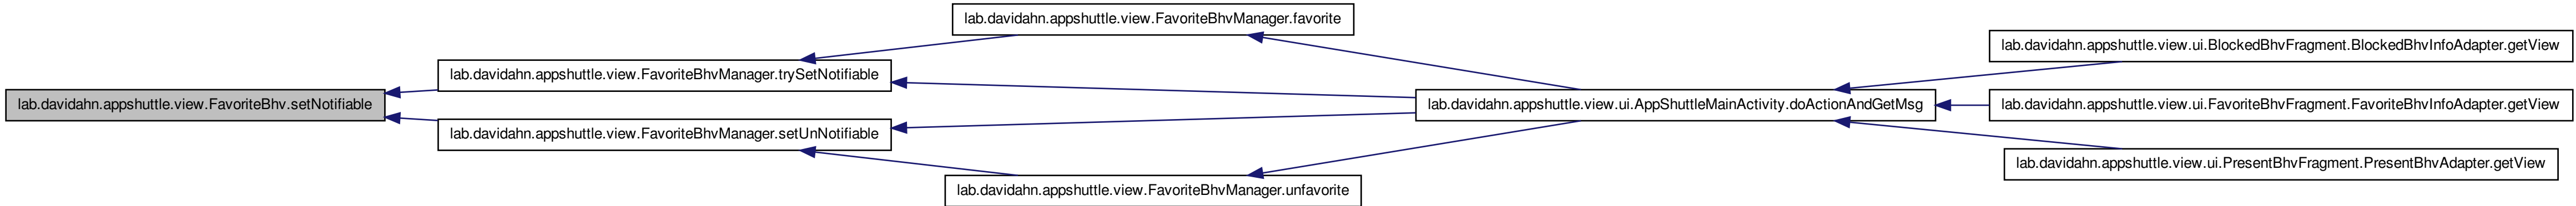 lab.davidahn.appshuttle.view.FavoriteBhv.setNotifiable
lab.davidahn.appshuttle.view.FavoriteBhvManager.trySetNotifiable
lab.davidahn.appshuttle.view.FavoriteBhvManager.setUnNotifiable
lab.davidahn.appshuttle.view.FavoriteBhvManager.favorite
lab.davidahn.appshuttle.view.FavoriteBhvManager.unfavorite
lab.davidahn.appshuttle.view.ui.AppShuttleMainActivity.doActionAndGetMsg
lab.davidahn.appshuttle.view.ui.BlockedBhvFragment.BlockedBhvInfoAdapter.getView
lab.davidahn.appshuttle.view.ui.FavoriteBhvFragment.FavoriteBhvInfoAdapter.getView
lab.davidahn.appshuttle.view.ui.PresentBhvFragment.PresentBhvAdapter.getView